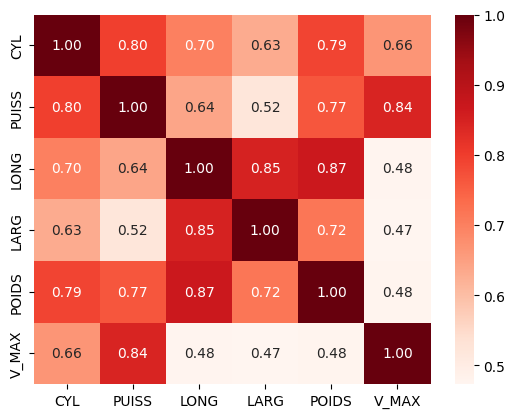 CYL 1.00 0.80 0.70 0.63 0.79 0.66
PUISS 0.80 1.00 0.64 0.52 0.77 0.84
LONG 0.70 0.64 1.00 0.85 0.87 0.48
LARG 0.63 0.52 0.85 1.00 0.72 0.47
POIDS 0.79 0.77 0.87 0.72 1.00 0.48
V_MAX 0.66 0.84 0.48 0.47 0.48 1.00
CYL PUISS LONG LARG POIDS V_MAX
1.0
0.9
0.8
0.7
0.6
0.5